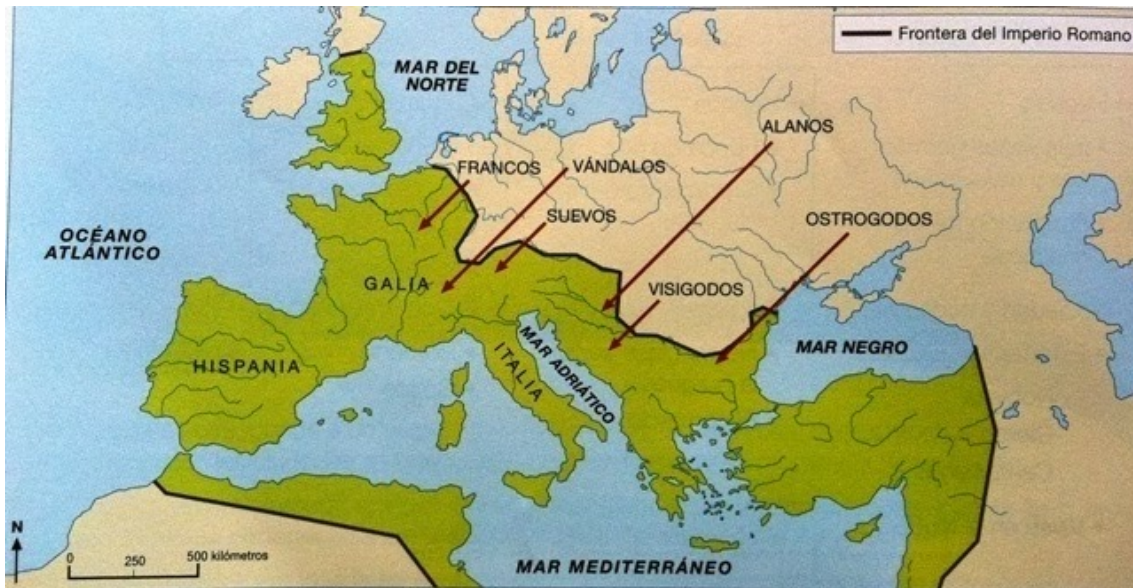 Frontera del Imperio Romano
MAR DEL
NORTE
ALANOS
FRANCOS
VÁNDALOS
SUEVOS
OSTROGODOS
OCÉANO
ATLÁNTICO
GALIA
VISIGODOS
MAR NEGRO
HISPANIA
ITALIA
MAR ADRIÁTICO
N
0 250 500 kilómetros
MAR MEDITERRÁNEO